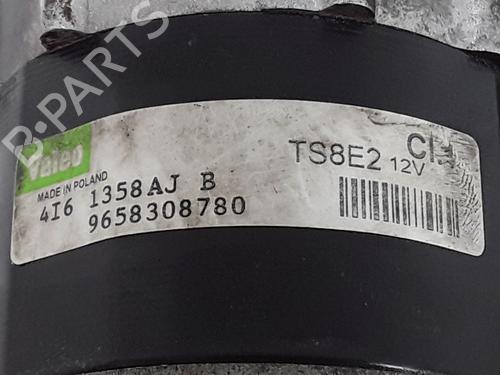 B-PARTS
Valeo
MADE IN POLAND
4I6 1358AJ B
9658308780
TS8E2 12V